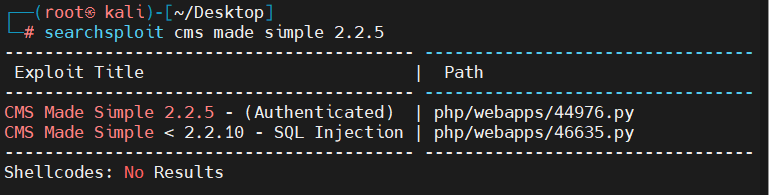 ┌──(root㉿ kali)-[~/Desktop]
└─# searchsploit cms made simple 2.2.5
---------------------------------------- ---------------------------------
 Exploit Title                          |  Path
---------------------------------------- ---------------------------------
CMS Made Simple 2.2.5 - (Authenticated)  | php/webapps/44976.py
CMS Made Simple < 2.2.10 - SQL Injection | php/webapps/46635.py
---------------------------------------- ---------------------------------
Shellcodes: No Results